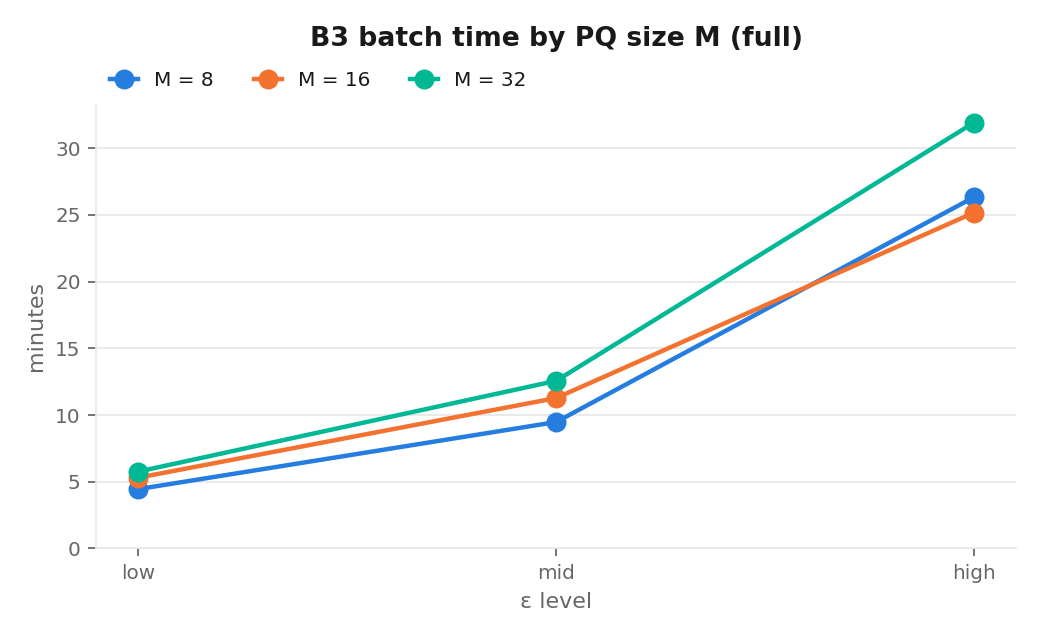 B3 batch time by PQ size M (full)
M = 8 M = 16 M = 32
30
25
20
15
10
5
0
minutes
low mid high
ε level